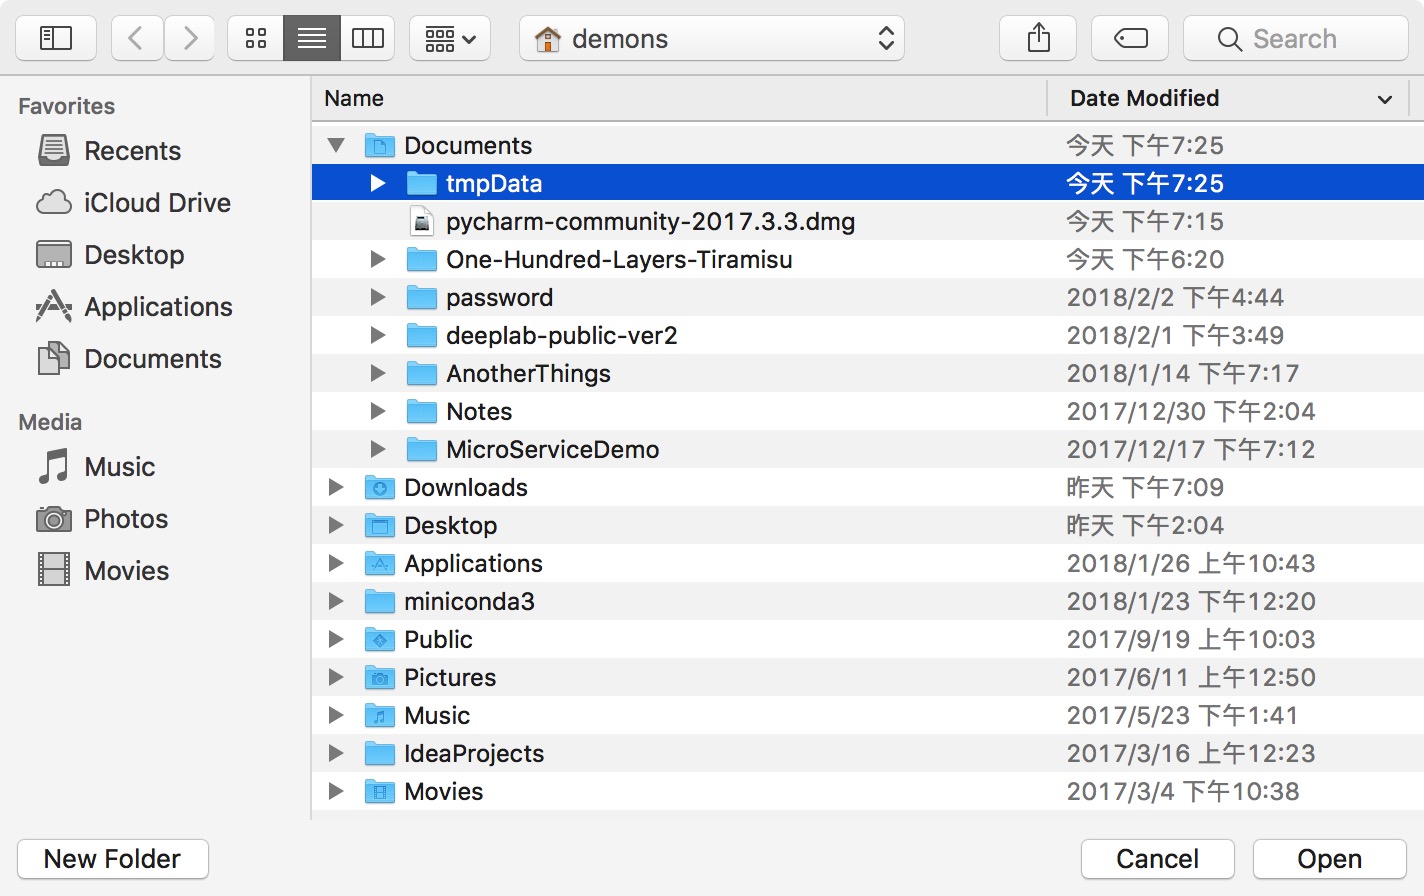 demons
Search
Favorites
Recents
iCloud Drive
Desktop
Applications
Documents
Media
Music
Photos
Movies
Name Date Modified
Documents 今天 下午7:25
tmpData 今天 下午7:25
pycharm-community-2017.3.3.dmg 今天 下午7:15
One-Hundred-Layers-Tiramisu 今天 下午6:20
password 2018/2/2 下午4:44
deeplab-public-ver2 2018/2/1 下午3:49
AnotherThings 2018/1/14 下午7:17
Notes 2017/12/30 下午2:04
MicroServiceDemo 2017/12/17 下午7:12
Downloads 昨天 下午7:09
Desktop 昨天 下午2:04
Applications 2018/1/26 上午10:43
miniconda3 2018/1/23 下午12:20
Public 2017/9/19 上午10:03
Pictures 2017/6/11 上午12:50
Music 2017/5/23 下午1:41
IdeaProjects 2017/3/16 上午12:23
Movies 2017/3/4 下午10:38
New Folder
Cancel
Open